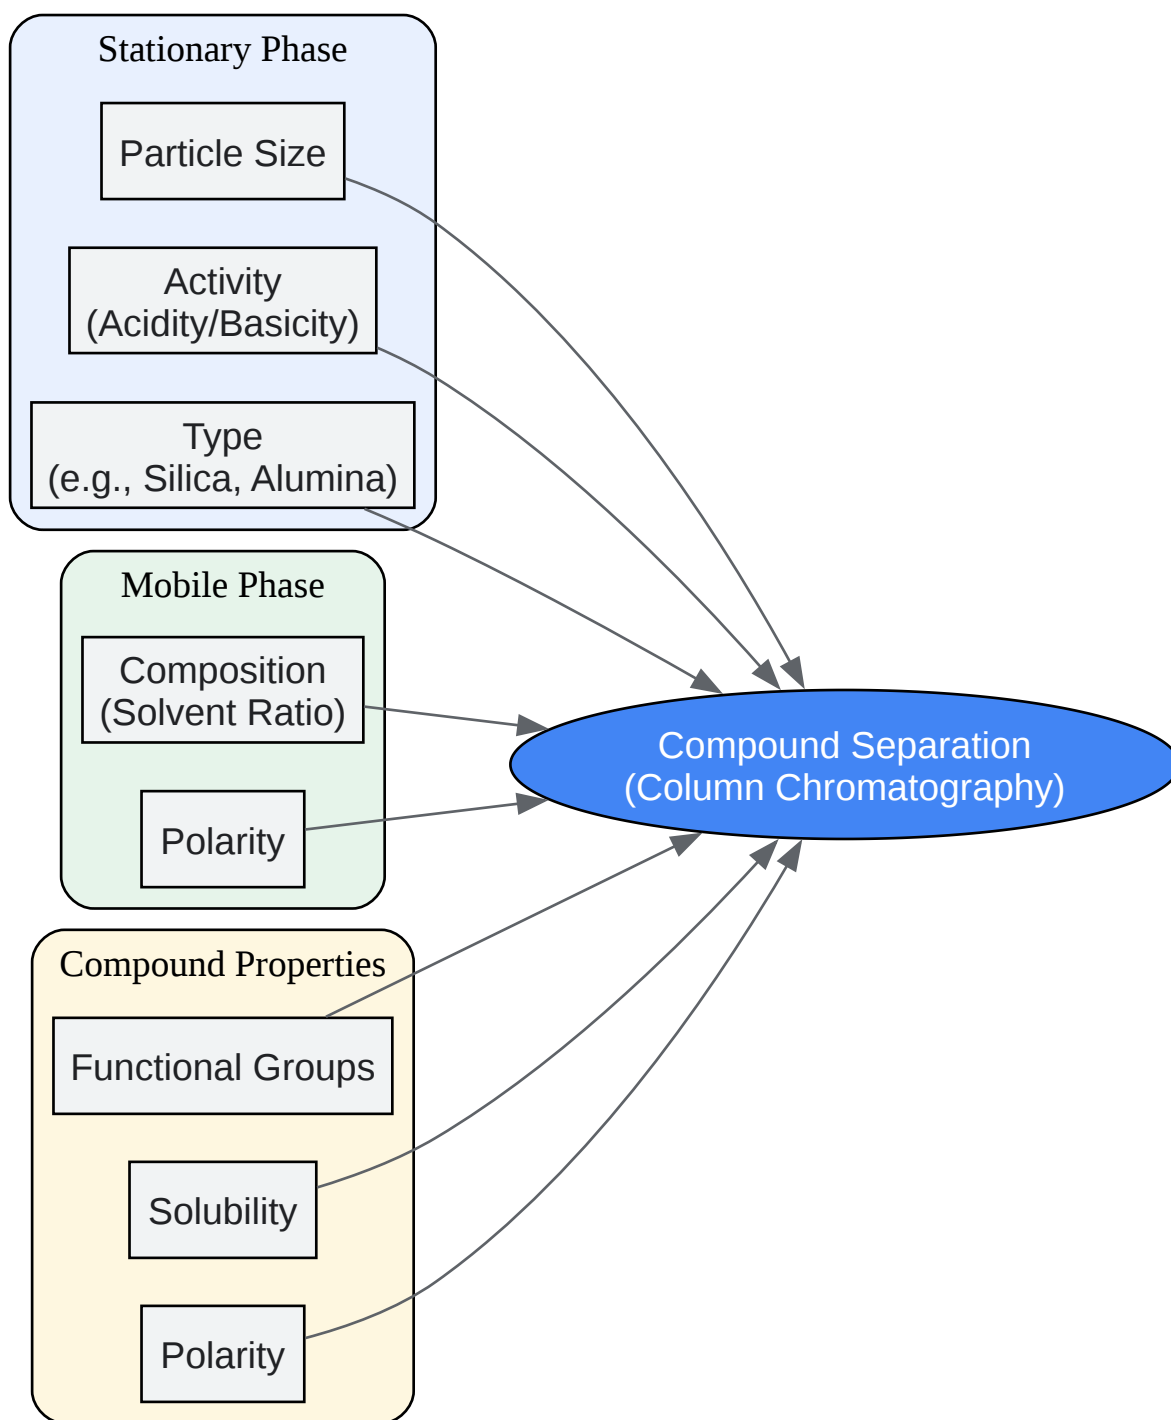 Stationary Phase
Particle Size
Activity
(Acidity/Basicity)
Type
(e.g., Silica, Alumina)
Mobile Phase
Composition
(Solvent Ratio)
Polarity
Compound Properties
Functional Groups
Solubility
Polarity
Compound Separation
(Column Chromatography)